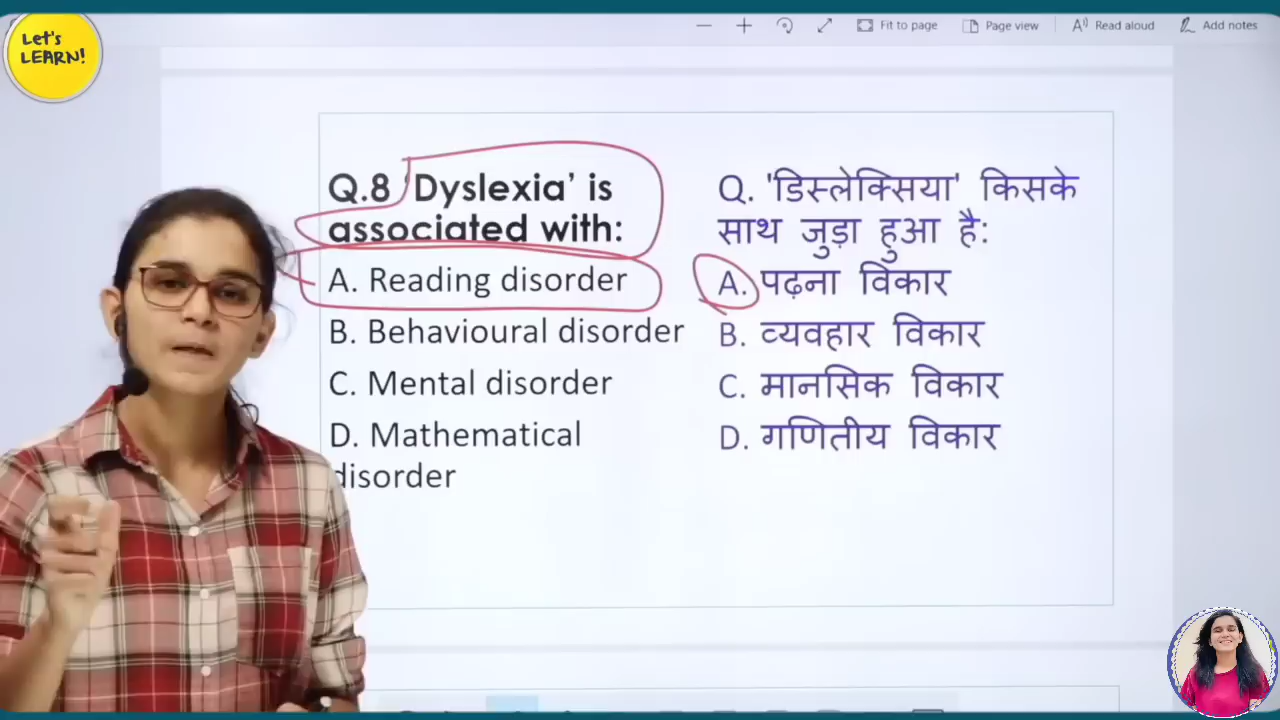 Let's
LEARN!
Fit to page
Page view
Read aloud
Add notes
Q.8 'Dyslexia' is
associated with:
A. Reading disorder
B. Behavioural disorder
C. Mental disorder
D. Mathematical
disorder
Q. 'डिस्लेक्सिया' किसके
साथ जुड़ा हुआ है:
A. पढ़ना विकार
B. व्यवहार विकार
C. मानसिक विकार
D. गणितीय विकार